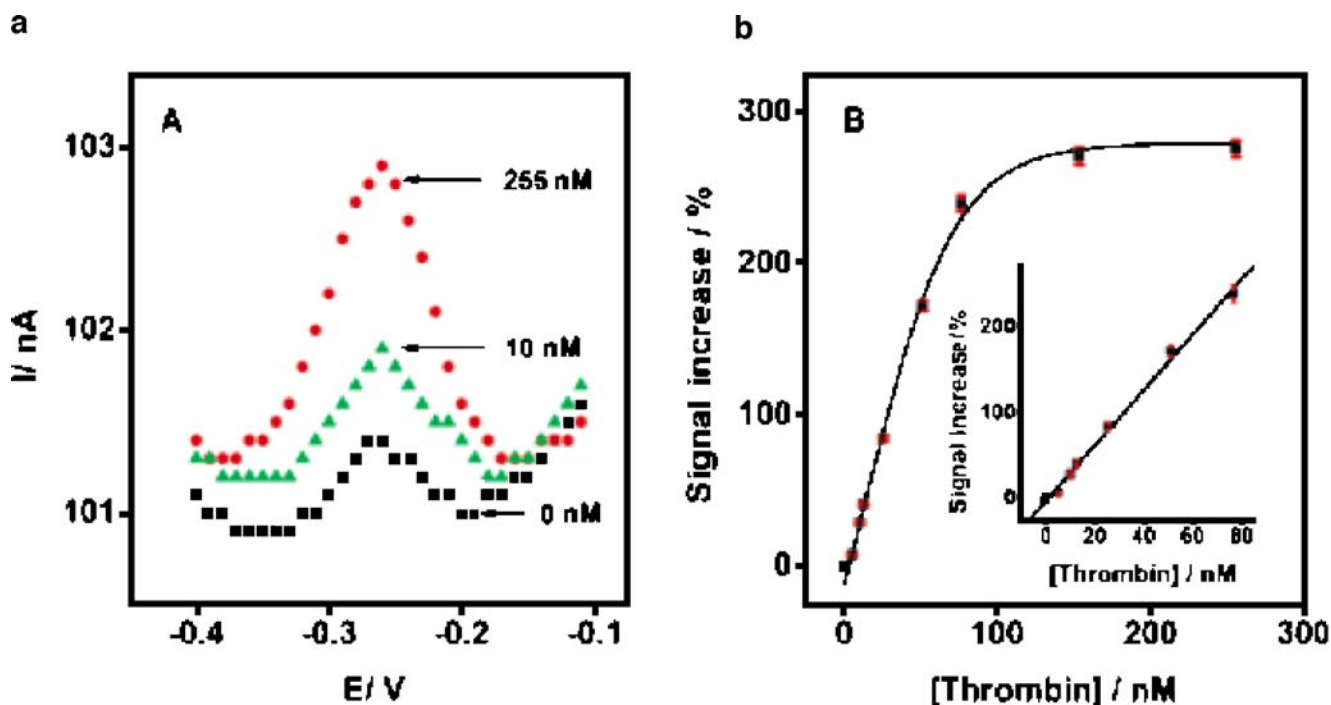 a
b
A
103
102
101
I/ nA
255 nM
10 nM
0 nM
-0.4
-0.3
-0.2
-0.1
E/ V
B
300
200
100
0
Signal increase / %
0
100
200
300
[Thrombin] / nM
200
100
0
Signal increase / %
0
20
40
60
80
[Thrombin] / nM